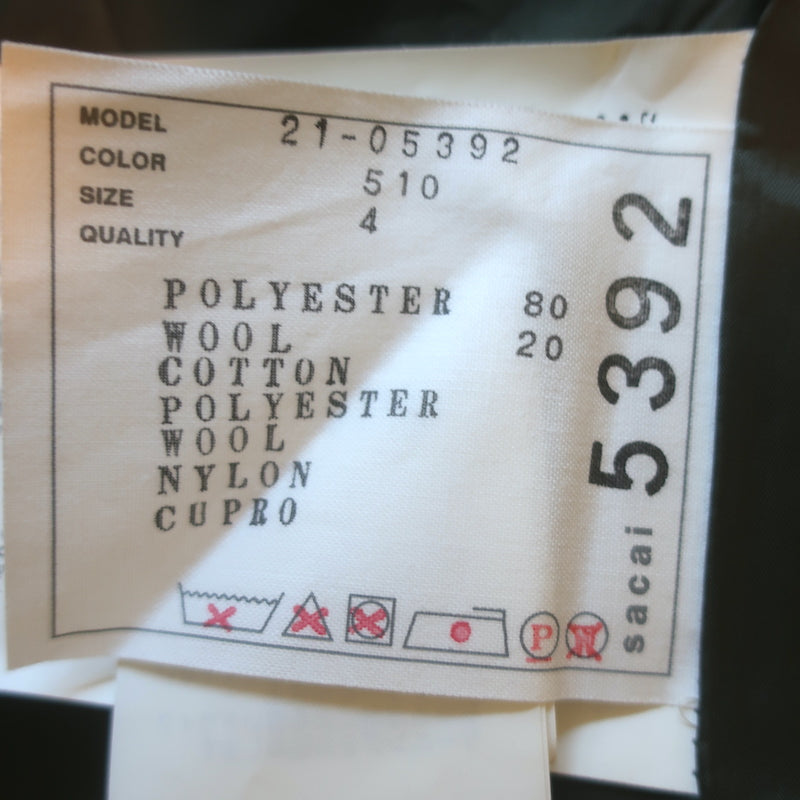 MODEL 21-05392
COLOR 510
SIZE 4
QUALITY
POLYESTER 80
WOOL 20
COTTON
POLYESTER
WOOL
NYLON
CUPRO
P W
sacai 5392